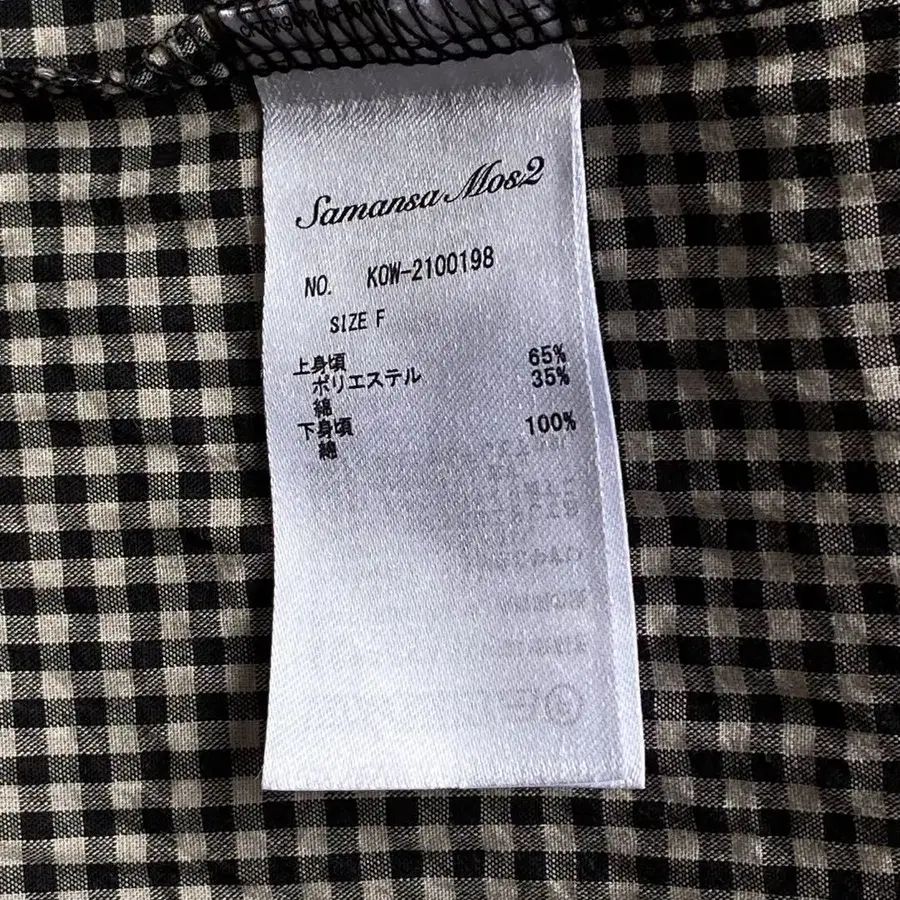 Samansa Mos2
NO. KOW-2100198
SIZE F
上身頃
ポリエステル 65%
綿 35%
下身頃
綿 100%